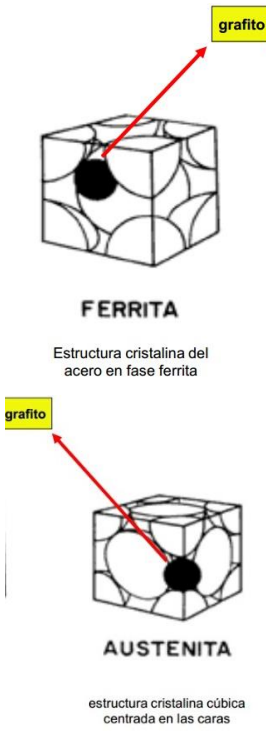 grafito
FERRITA
Estructura cristalina del
acero en fase ferrita
grafito
AUSTENITA
estructura cristalina cúbica
centrada en las caras